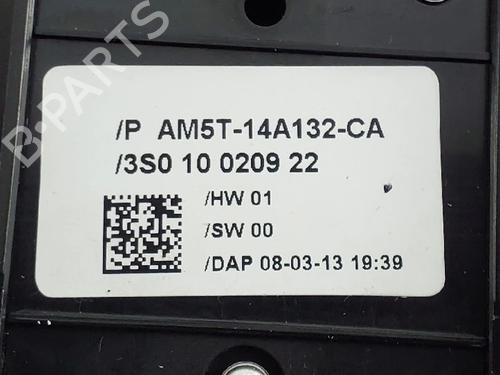 B-Parts
/P AM5T-14A132-CA
/3S0 10 0209 22
/HW 01
/SW 00
/DAP 08-03-13 19:39